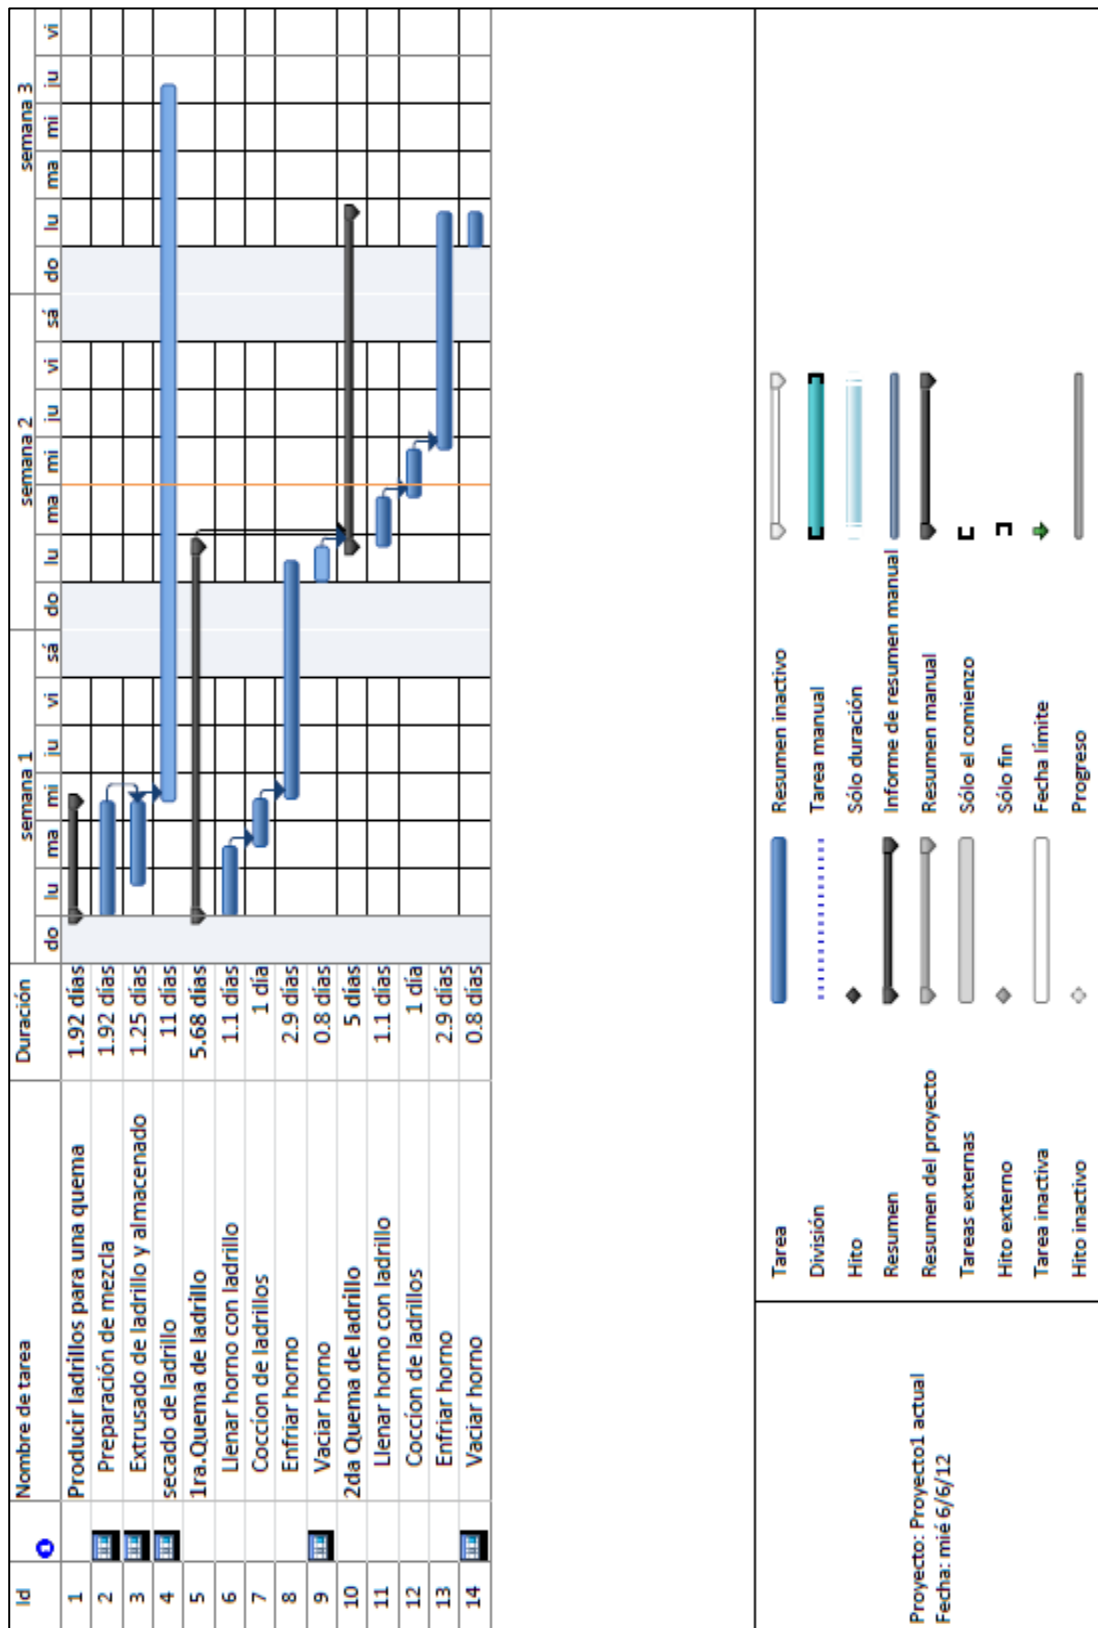 Id Nombre de tarea Duración semana 1 semana 2 semana 3
do lu ma mi ju vi sá do lu ma mi ju vi sá do lu ma mi ju vi
1 Producir ladrillos para una quema 1.92 días
2 Preparación de mezcla 1.92 días
3 Extrusado de ladrillo y almacenado 1.25 días
4 secado de ladrillo 11 días
5 1ra.Quema de ladrillo 5.68 días
6 Llenar horno con ladrillo 1.1 días
7 Coccíon de ladrillos 1 día
8 Enfriar horno 2.9 días
9 Vaciar horno 0.8 días
10 2da Quema de ladrillo 5 días
11 Llenar horno con ladrillo 1.1 días
12 Coccíon de ladrillos 1 día
13 Enfriar horno 2.9 días
14 Vaciar horno 0.8 días
Proyecto: Proyecto1 actual
Fecha: mié 6/6/12
Tarea
División
Hito
Resumen
Resumen del proyecto
Tareas externas
Hito externo
Tarea inactiva
Hito inactivo
Resumen inactivo
Tarea manual
Sólo duración
Informe de resumen manual
Resumen manual
Sólo el comienzo
Sólo fin
Fecha límite
Progreso